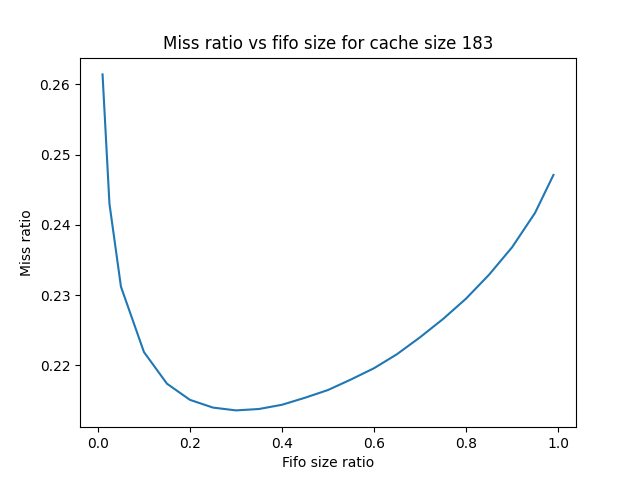 Miss ratio vs fifo size for cache size 183
0.26
0.25
0.24
0.23
0.22
Miss ratio
0.0 0.2 0.4 0.6 0.8 1.0
Fifo size ratio